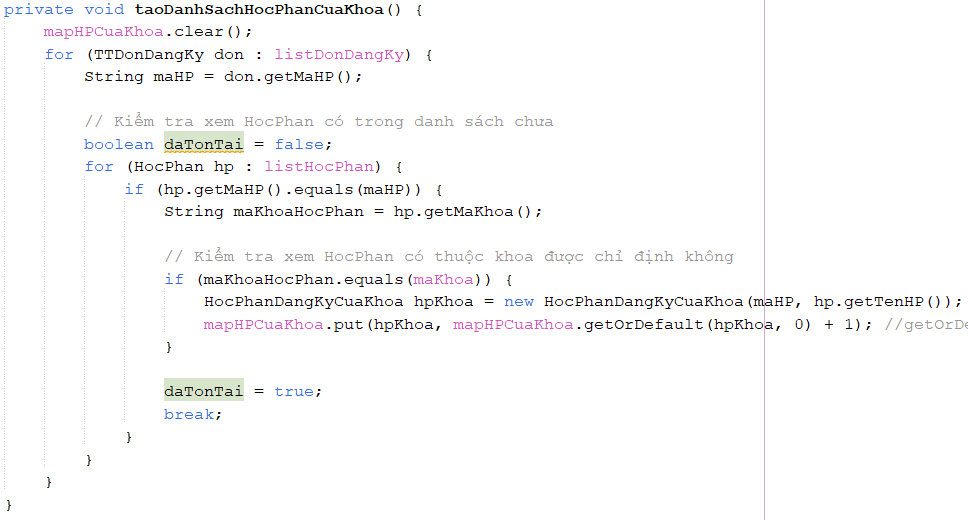 private void taoDanhSachHocPhanCuaKhoa() {
    mapHPCuaKhoa.clear();
    for (TTDonDangKy don : listDonDangKy) {
        String maHP = don.getMaHP();
        // Kiểm tra xem HocPhan có trong danh sách chưa
        boolean daTonTai = false;
        for (HocPhan hp : listHocPhan) {
            if (hp.getMaHP().equals(maHP)) {
                String maKhoaHocPhan = hp.getMaKhoa();
                // Kiểm tra xem HocPhan có thuộc khoa được chỉ định không
                if (maKhoaHocPhan.equals(maKhoa)) {
                    HocPhanDangKyCuaKhoa hpKhoa = new HocPhanDangKyCuaKhoa(maHP, hp.getTenHP());
                    mapHPCuaKhoa.put(hpKhoa, mapHPCuaKhoa.getOrDefault(hpKhoa, 0) + 1); //getOrDe
                }
                daTonTai = true;
                break;
            }
        }
    }
}